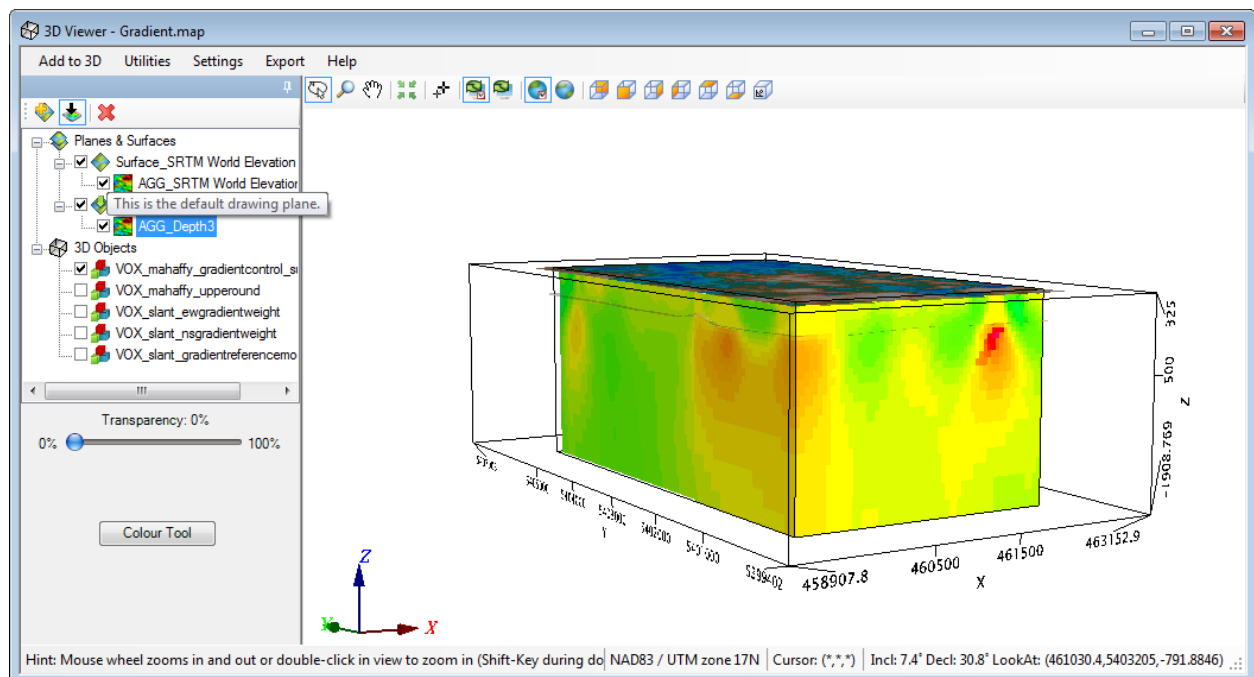 3D Viewer - Gradient.map
Add to 3D Utilities Settings Export Help
Planes & Surfaces
Surface_SRTM World Elevation
AGG_SRTM World Elevation
This is the default drawing plane.
AGG_Depth3
3D Objects
VOX_mahaffy_gradientcontrol_su
VOX_mahaffy_upperound
VOX_slant_ewgradientweight
VOX_slant_nsgradientweight
VOX_slant_gradientreferencemo
Transparency: 0%
0% 100%
Colour Tool
325
500
Z
-1908.769
5402000
Y
5399402
458907.8
460500
461500
463152.9
X
Z
Y
X
Hint: Mouse wheel zooms in and out or double-click in view to zoom in (Shift-Key during do NAD83 / UTM zone 17N Cursor: (*,*,*) Incl: 7.4° Decl: 30.8° LookAt: (461030.4,5403205,-791.8846)